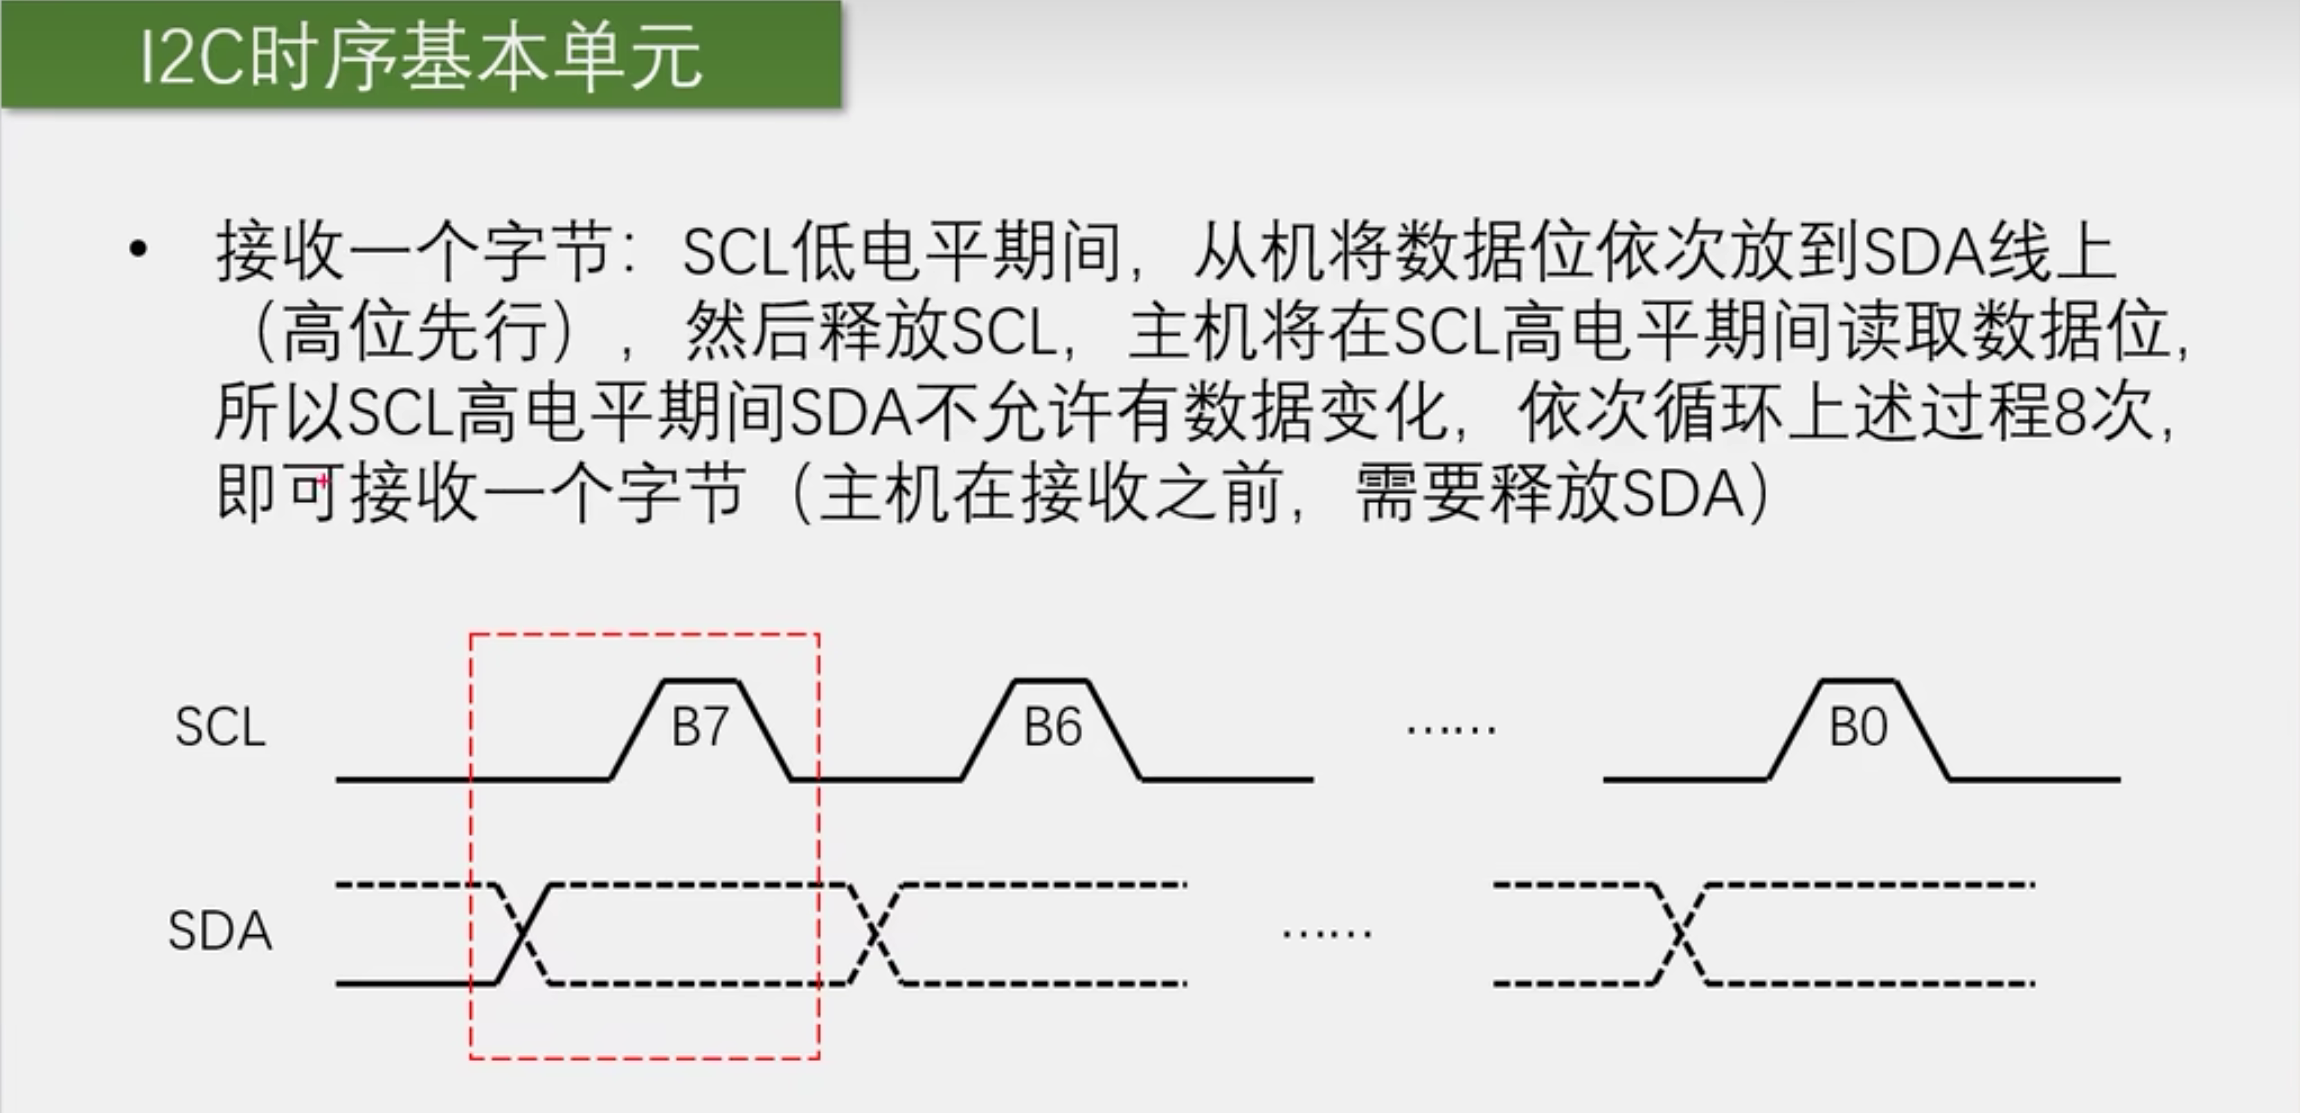 I2C时序基本单元
• 接收一个字节：SCL低电平期间，从机将数据位依次放到SDA线上
（高位先行），然后释放SCL，主机将在SCL高电平期间读取数据位，
所以SCL高电平期间SDA不允许有数据变化，依次循环上述过程8次，
即可接收一个字节（主机在接收之前，需要释放SDA）
SCL B7 B6 …… B0
SDA ……